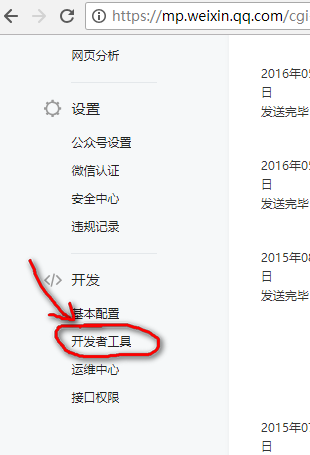 https://mp.weixin.qq.com/cgi
网页分析
设置
公众号设置
微信认证
安全中心
违规记录
开发
基本配置
开发者工具
运维中心
接口权限
2016年05
日
发送完毕
2016年05
日
发送完毕
2015年08
日
发送完毕
2015年07
日